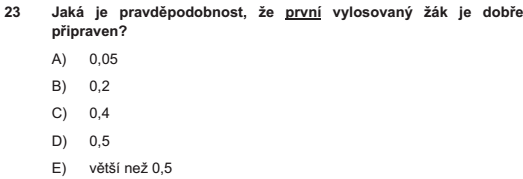 23 Jaká je pravděpodobnost, že první vylosovaný žák je dobře
připraven?
A) 0,05
B) 0,2
C) 0,4
D) 0,5
E) větší než 0,5